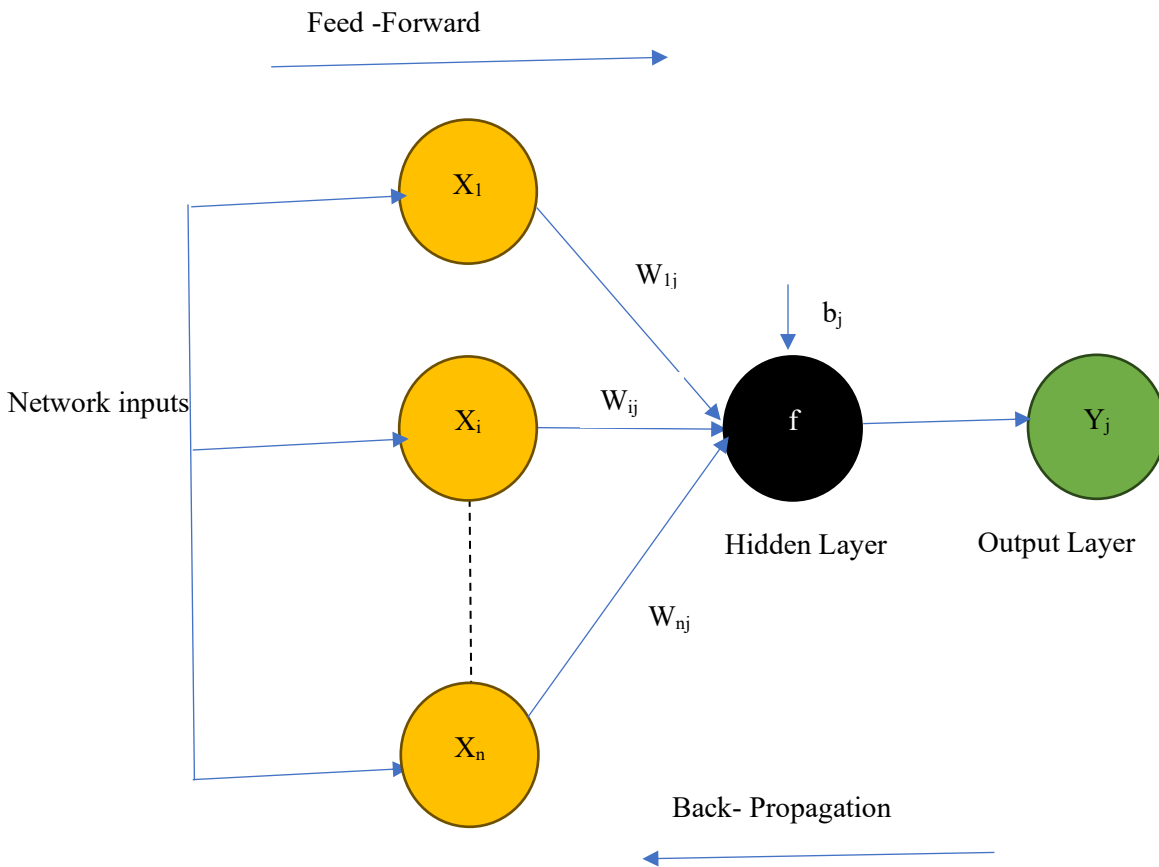 Feed -Forward
X₁
W₁ⱼ
bⱼ
Network inputs
Xᵢ
Wᵢⱼ
f
Yⱼ
Hidden Layer
Output Layer
Wₙⱼ
Xₙ
Back- Propagation